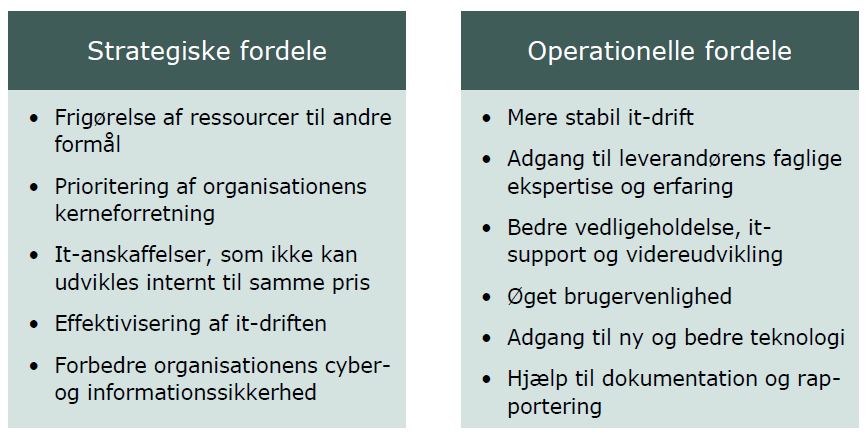 Strategiske fordele
• Frigørelse af ressourcer til andre
formål
• Prioritering af organisationens
kerneforretning
• It-anskaffelser, som ikke kan
udvikles internt til samme pris
• Effektivisering af it-driften
• Forbedre organisationens cyber-
og informationssikkerhed
Operationelle fordele
• Mere stabil it-drift
• Adgang til leverandørens faglige
ekspertise og erfaring
• Bedre vedligeholdelse, it-
support og videreudvikling
• Øget brugervenlighed
• Adgang til ny og bedre teknologi
• Hjælp til dokumentation og rap-
portering